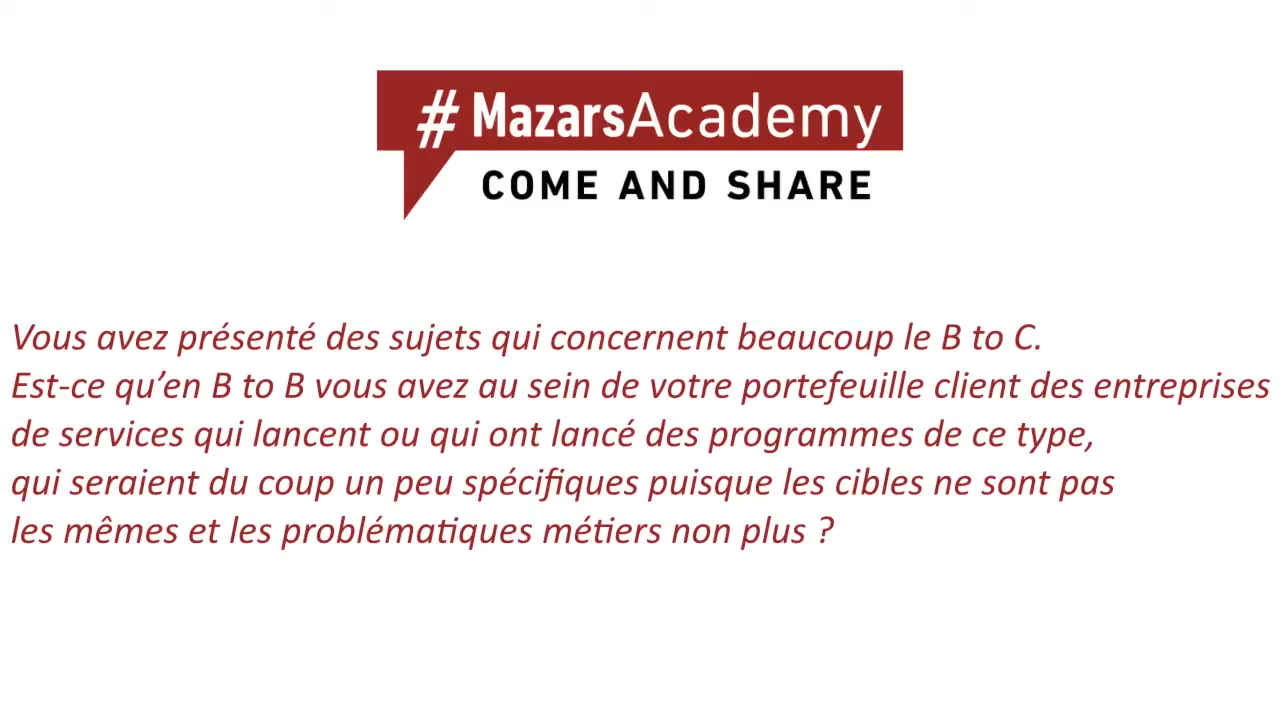 #MazarsAcademy
COME AND SHARE
Vous avez présenté des sujets qui concernent beaucoup le B to C.
Est-ce qu’en B to B vous avez au sein de votre portefeuille client des entreprises
de services qui lancent ou qui ont lancé des programmes de ce type,
qui seraient du coup un peu spécifiques puisque les cibles ne sont pas
les mêmes et les problématiques métiers non plus ?